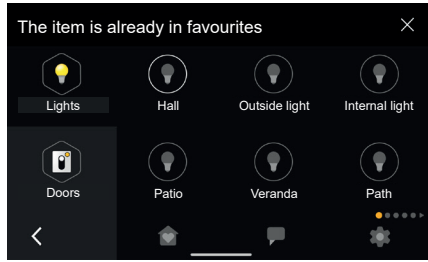 The item is already in favourites
Lights
Hall
Outside light
Internal light
Doors
Patio
Veranda
Path